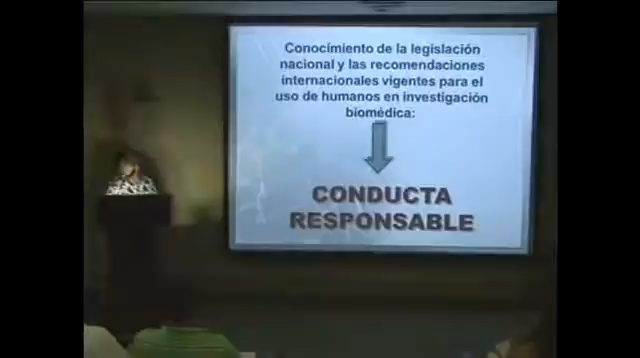 Conocimiento de la legislación
nacional y las recomendaciones
internacionales vigentes para el
uso de humanos en investigación
biomédica:
CONDUCTA
RESPONSABLE